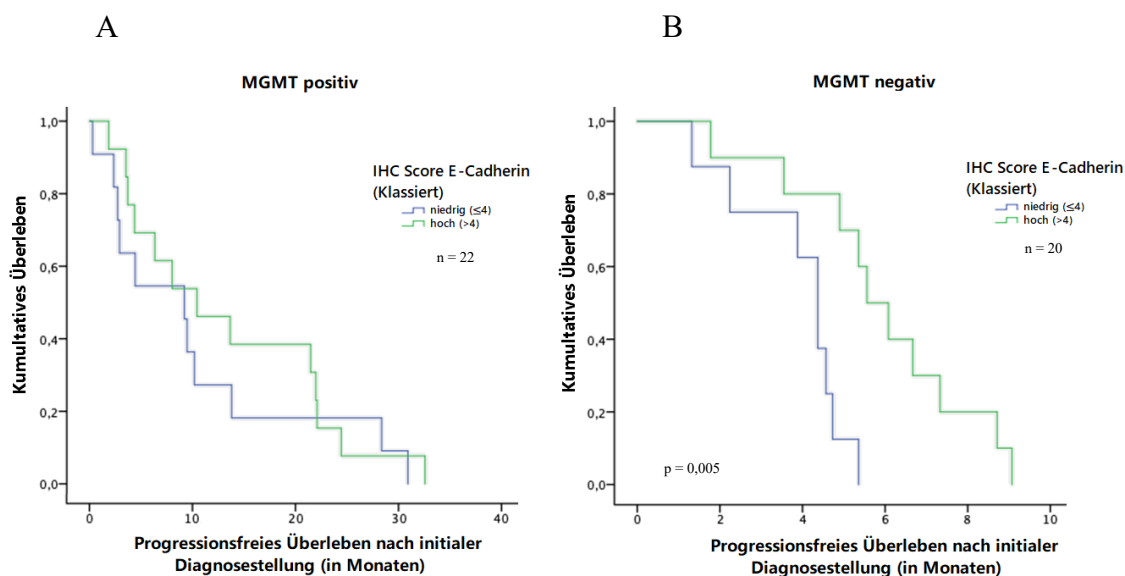 A
MGMT positiv
1,0
0,8
0,6
0,4
0,2
0,0
Kumultatives Überleben
IHC Score E-Cadherin
(Klassiert)
niedrig (≤4)
hoch (>4)
n = 22
0 10 20 30 40
Progressionsfreies Überleben nach initialer
Diagnosestellung (in Monaten)
B
MGMT negativ
1,0
0,8
0,6
0,4
0,2
0,0
Kumultatives Überleben
IHC Score E-Cadherin
(Klassiert)
niedrig (≤4)
hoch (>4)
n = 20
p = 0,005
0 2 4 6 8 10
Progressionsfreies Überleben nach initialer
Diagnosestellung (in Monaten)